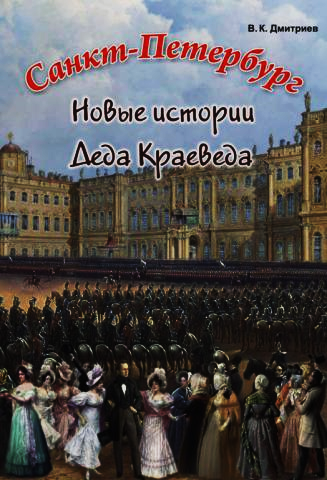 В. К. Дмитриев
Санкт-Петербург
Новые истории
Деда Краеведа